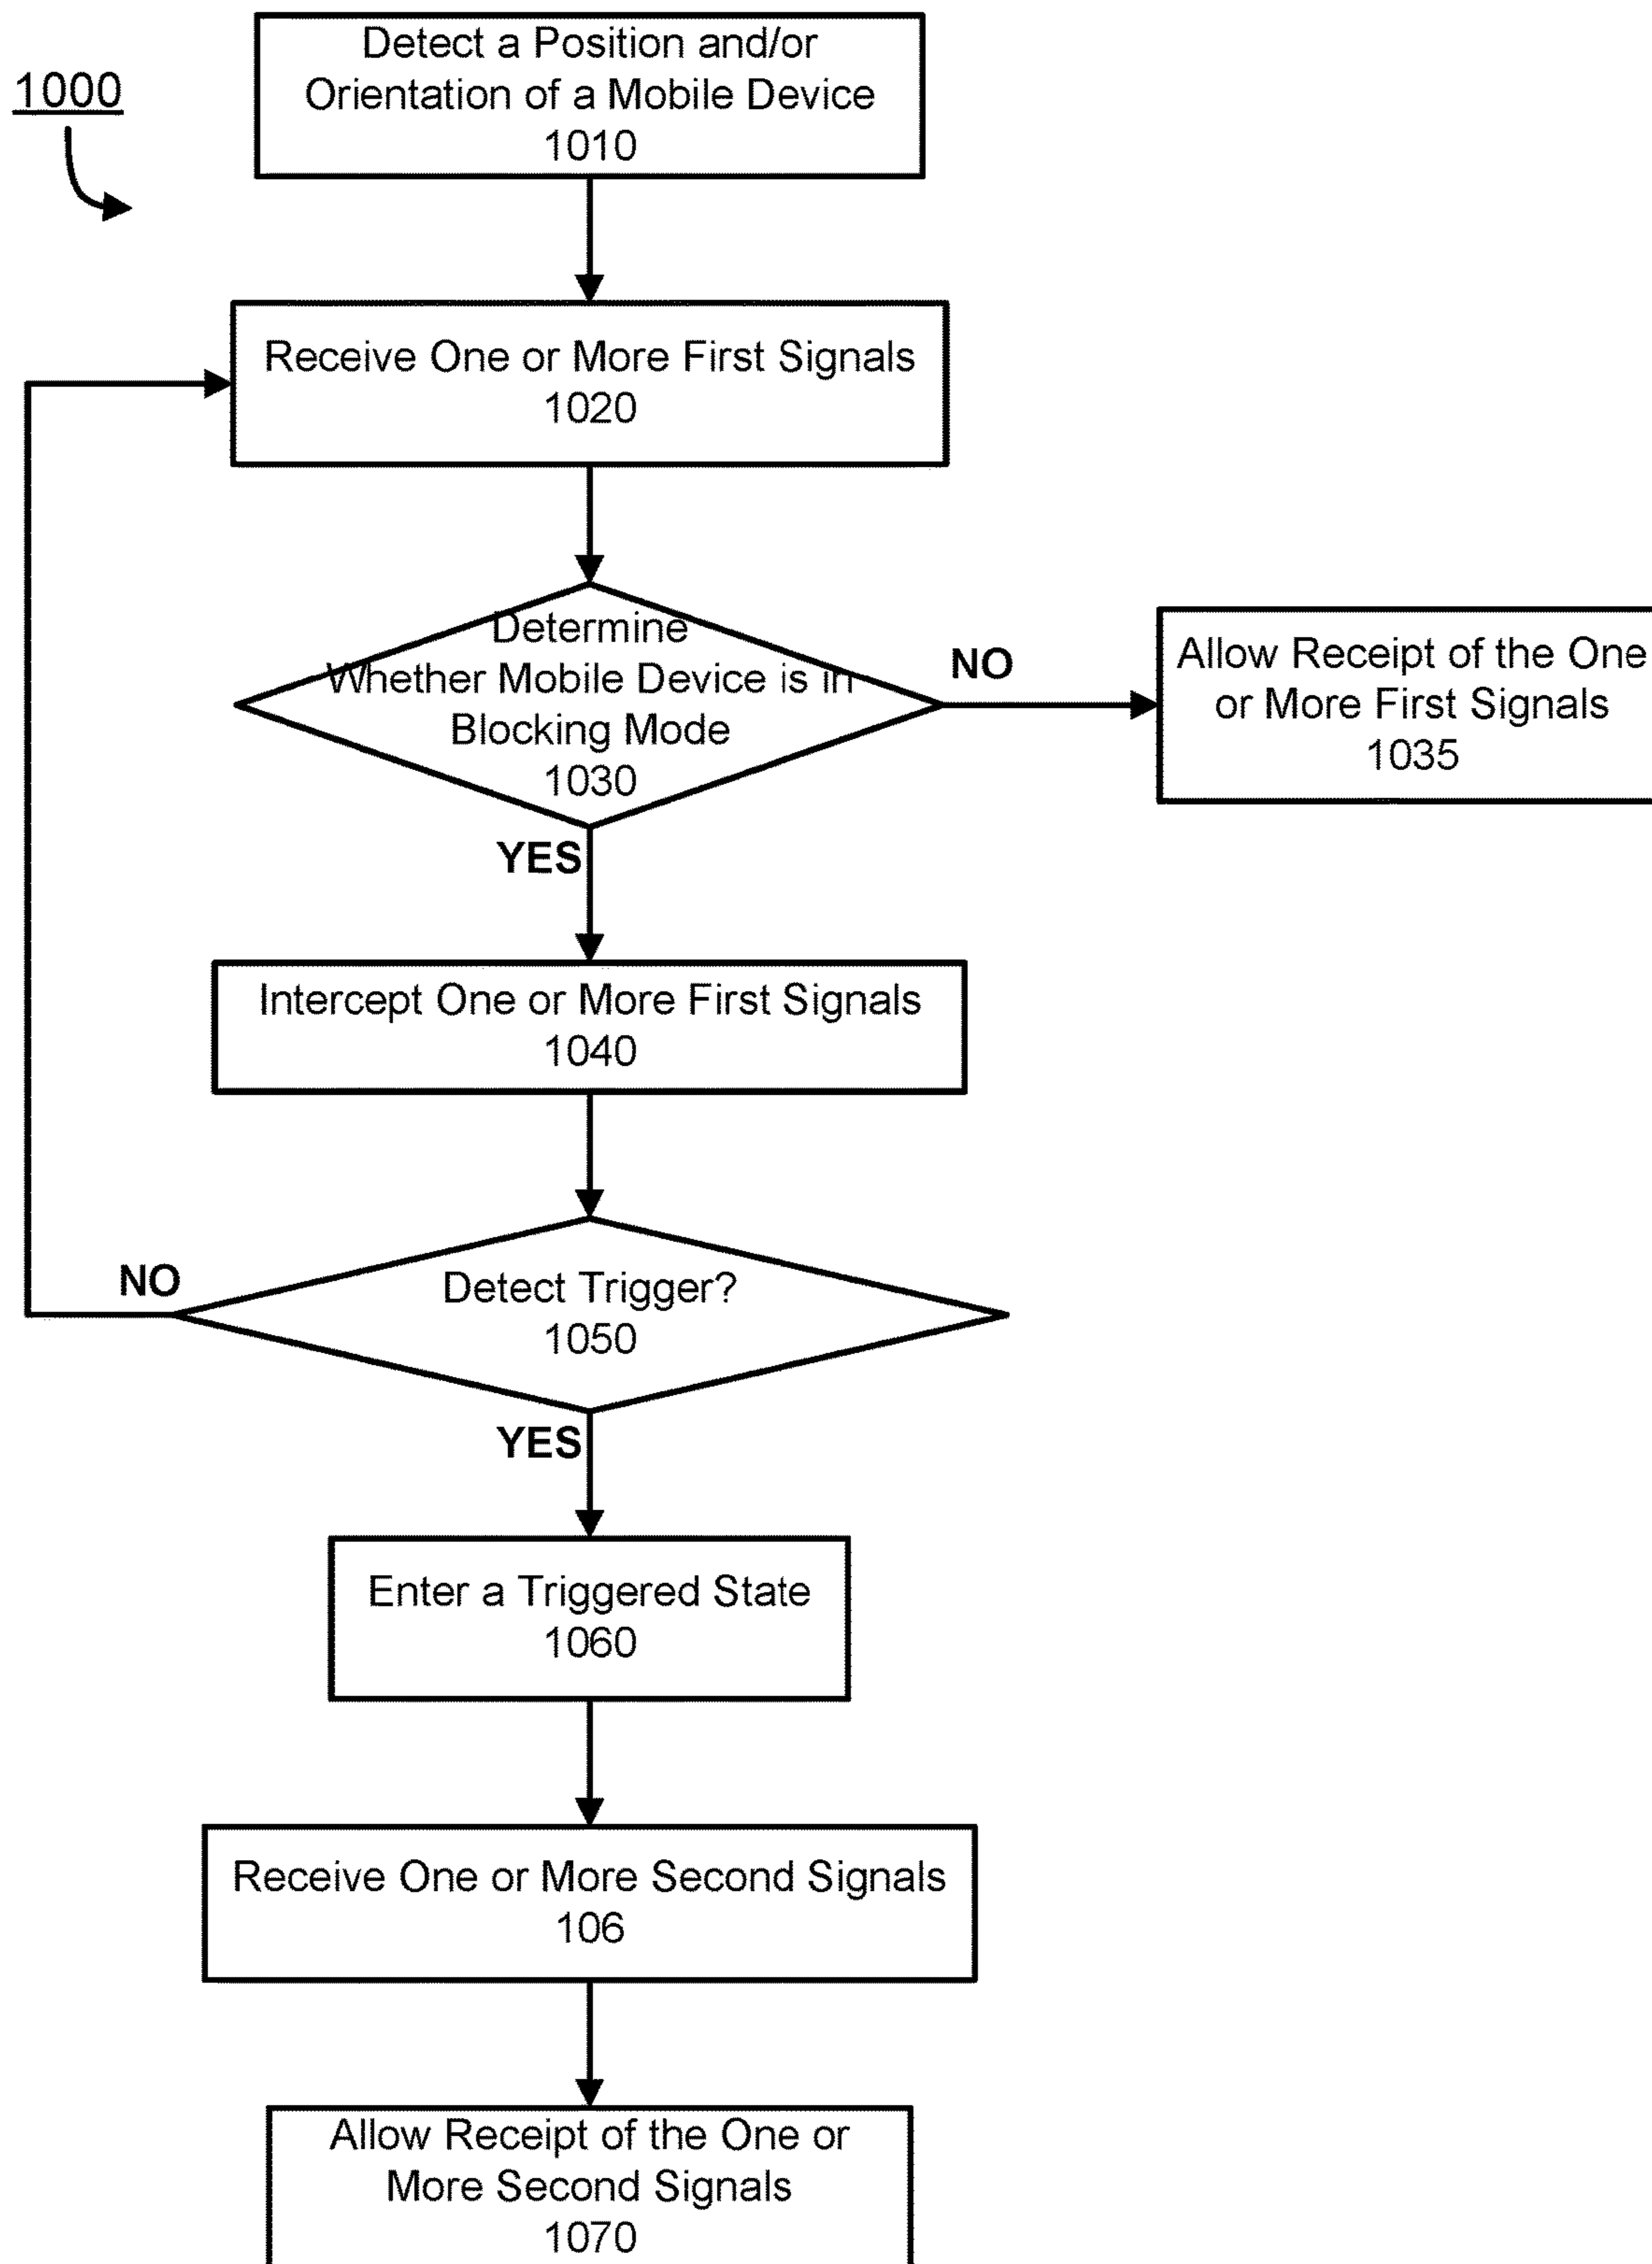 1000
Detect a Position and/or
Orientation of a Mobile Device
1010
Receive One or More First Signals
1020
Determine
Whether Mobile Device is in
Blocking Mode
1030
NO
Allow Receipt of the One
or More First Signals
1035
YES
Intercept One or More First Signals
1040
NO
Detect Trigger?
1050
YES
Enter a Triggered State
1060
Receive One or More Second Signals
106
Allow Receipt of the One or
More Second Signals
1070